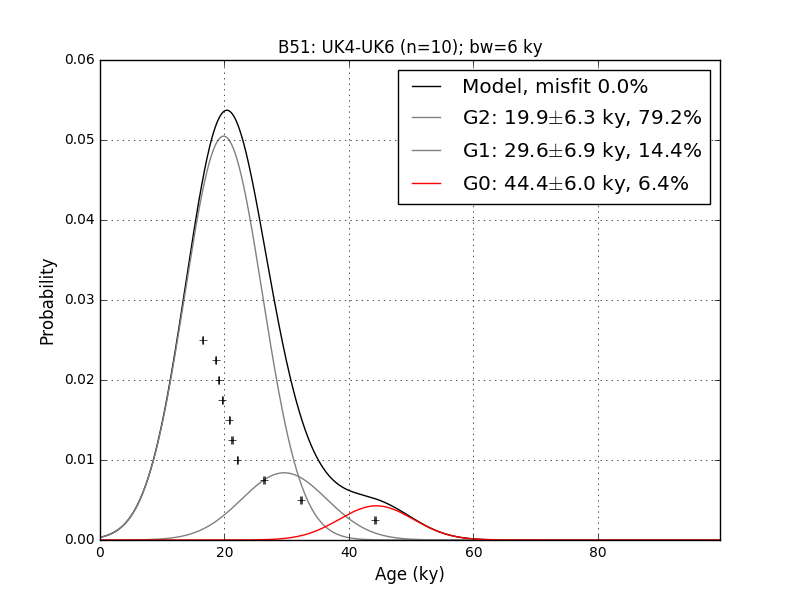 B51: UK4-UK6 (n=10); bw=6 ky
Model, misfit 0.0%
G2: 19.9±6.3 ky, 79.2%
G1: 29.6±6.9 ky, 14.4%
G0: 44.4±6.0 ky, 6.4%
0.06
0.05
0.04
0.03
0.02
0.01
0.00
Probability
0 20 40 60 80
Age (ky)